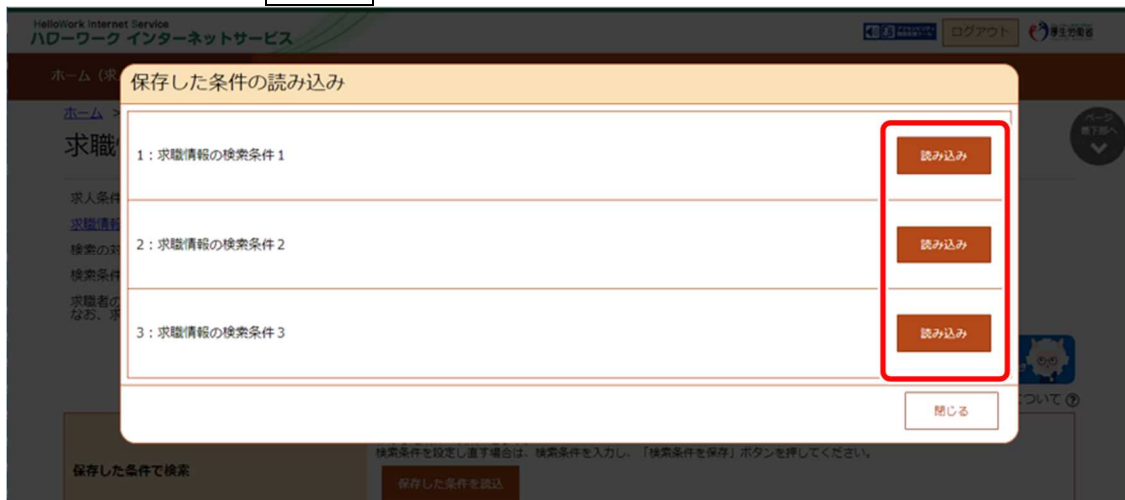 HelloWork Internet Service
ハローワーク インターネットサービス
ログアウト
厚生労働省
ホーム（求
保存した条件の読み込み
ホーム >
ページ
最下部へ
求職
1：求職情報の検索条件1
読み込み
求人条件
求職情報
2：求職情報の検索条件2
読み込み
検索の対
検索条件
求職者の
なお、求
3：求職情報の検索条件3
読み込み
閉じる
ついて
検索条件を設定し直す場合は、検索条件を入力し、「検索条件を保存」ボタンを押してください。
保存した条件で検索
保存した条件を読込